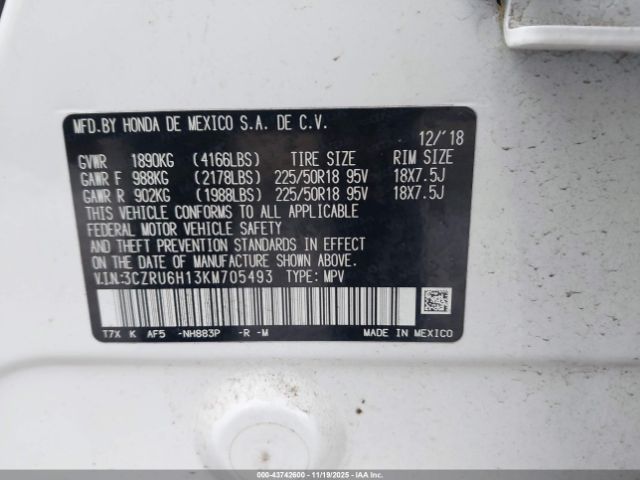 MFD.BY HONDA DE MEXICO S.A. DE C.V.
12/'18
GVWR 1890KG (4166LBS) TIRE SIZE RIM SIZE
GAWR F 988KG (2178LBS) 225/50R18 95V 18X7.5J
GAWR R 902KG (1988LBS) 225/50R18 95V 18X7.5J
THIS VEHICLE CONFORMS TO ALL APPLICABLE
FEDERAL MOTOR VEHICLE SAFETY
AND THEFT PREVENTION STANDARDS IN EFFECT
ON THE DATE OF MANUFACTURE SHOWN ABOVE.
V.I.N:3CZRU6H13KM705493 TYPE: MPV
T7X K AF5 -NH883P -R -M
MADE IN MEXICO
000-43742600 - 11/19/2025 - IAAI.CA